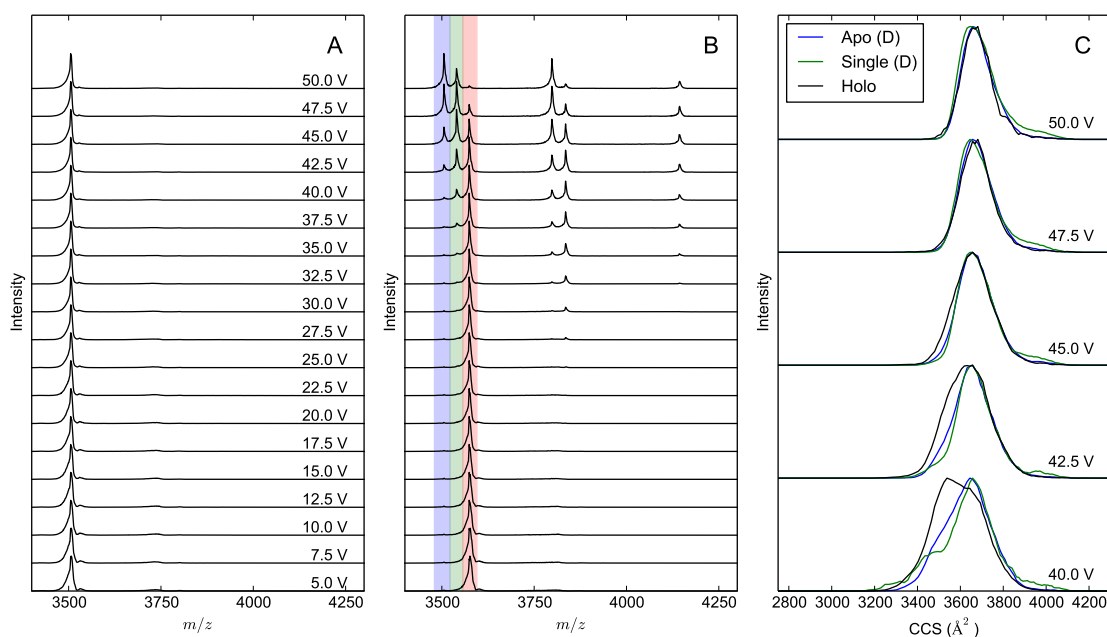 A
50.0 V
47.5 V
45.0 V
42.5 V
40.0 V
37.5 V
35.0 V
32.5 V
30.0 V
27.5 V
25.0 V
22.5 V
20.0 V
17.5 V
15.0 V
12.5 V
10.0 V
7.5 V
5.0 V
Intensity
3500 3750 4000 4250
m/z
B
Intensity
3500 3750 4000 4250
m/z
C
Apo (D)
Single (D)
Holo
50.0 V
47.5 V
45.0 V
42.5 V
40.0 V
Intensity
2800 3000 3200 3400 3600 3800 4000 4200
CCS (Å²)